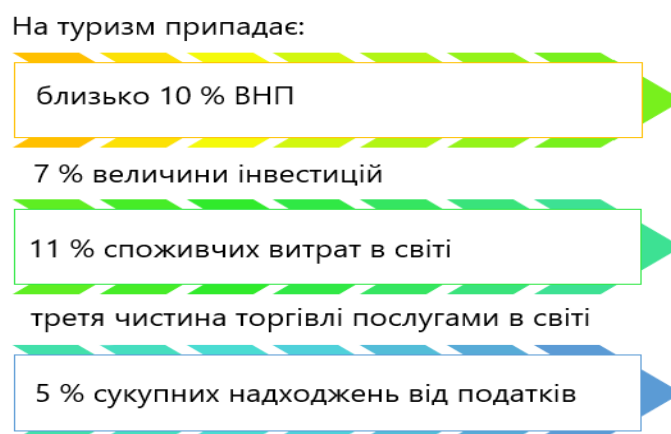 На туризм припадає:
близько 10 % ВНП
7 % величини інвестицій
11 % споживчих витрат в світі
третя чистина торгівлі послугами в світі
5 % сукупних надходжень від податків